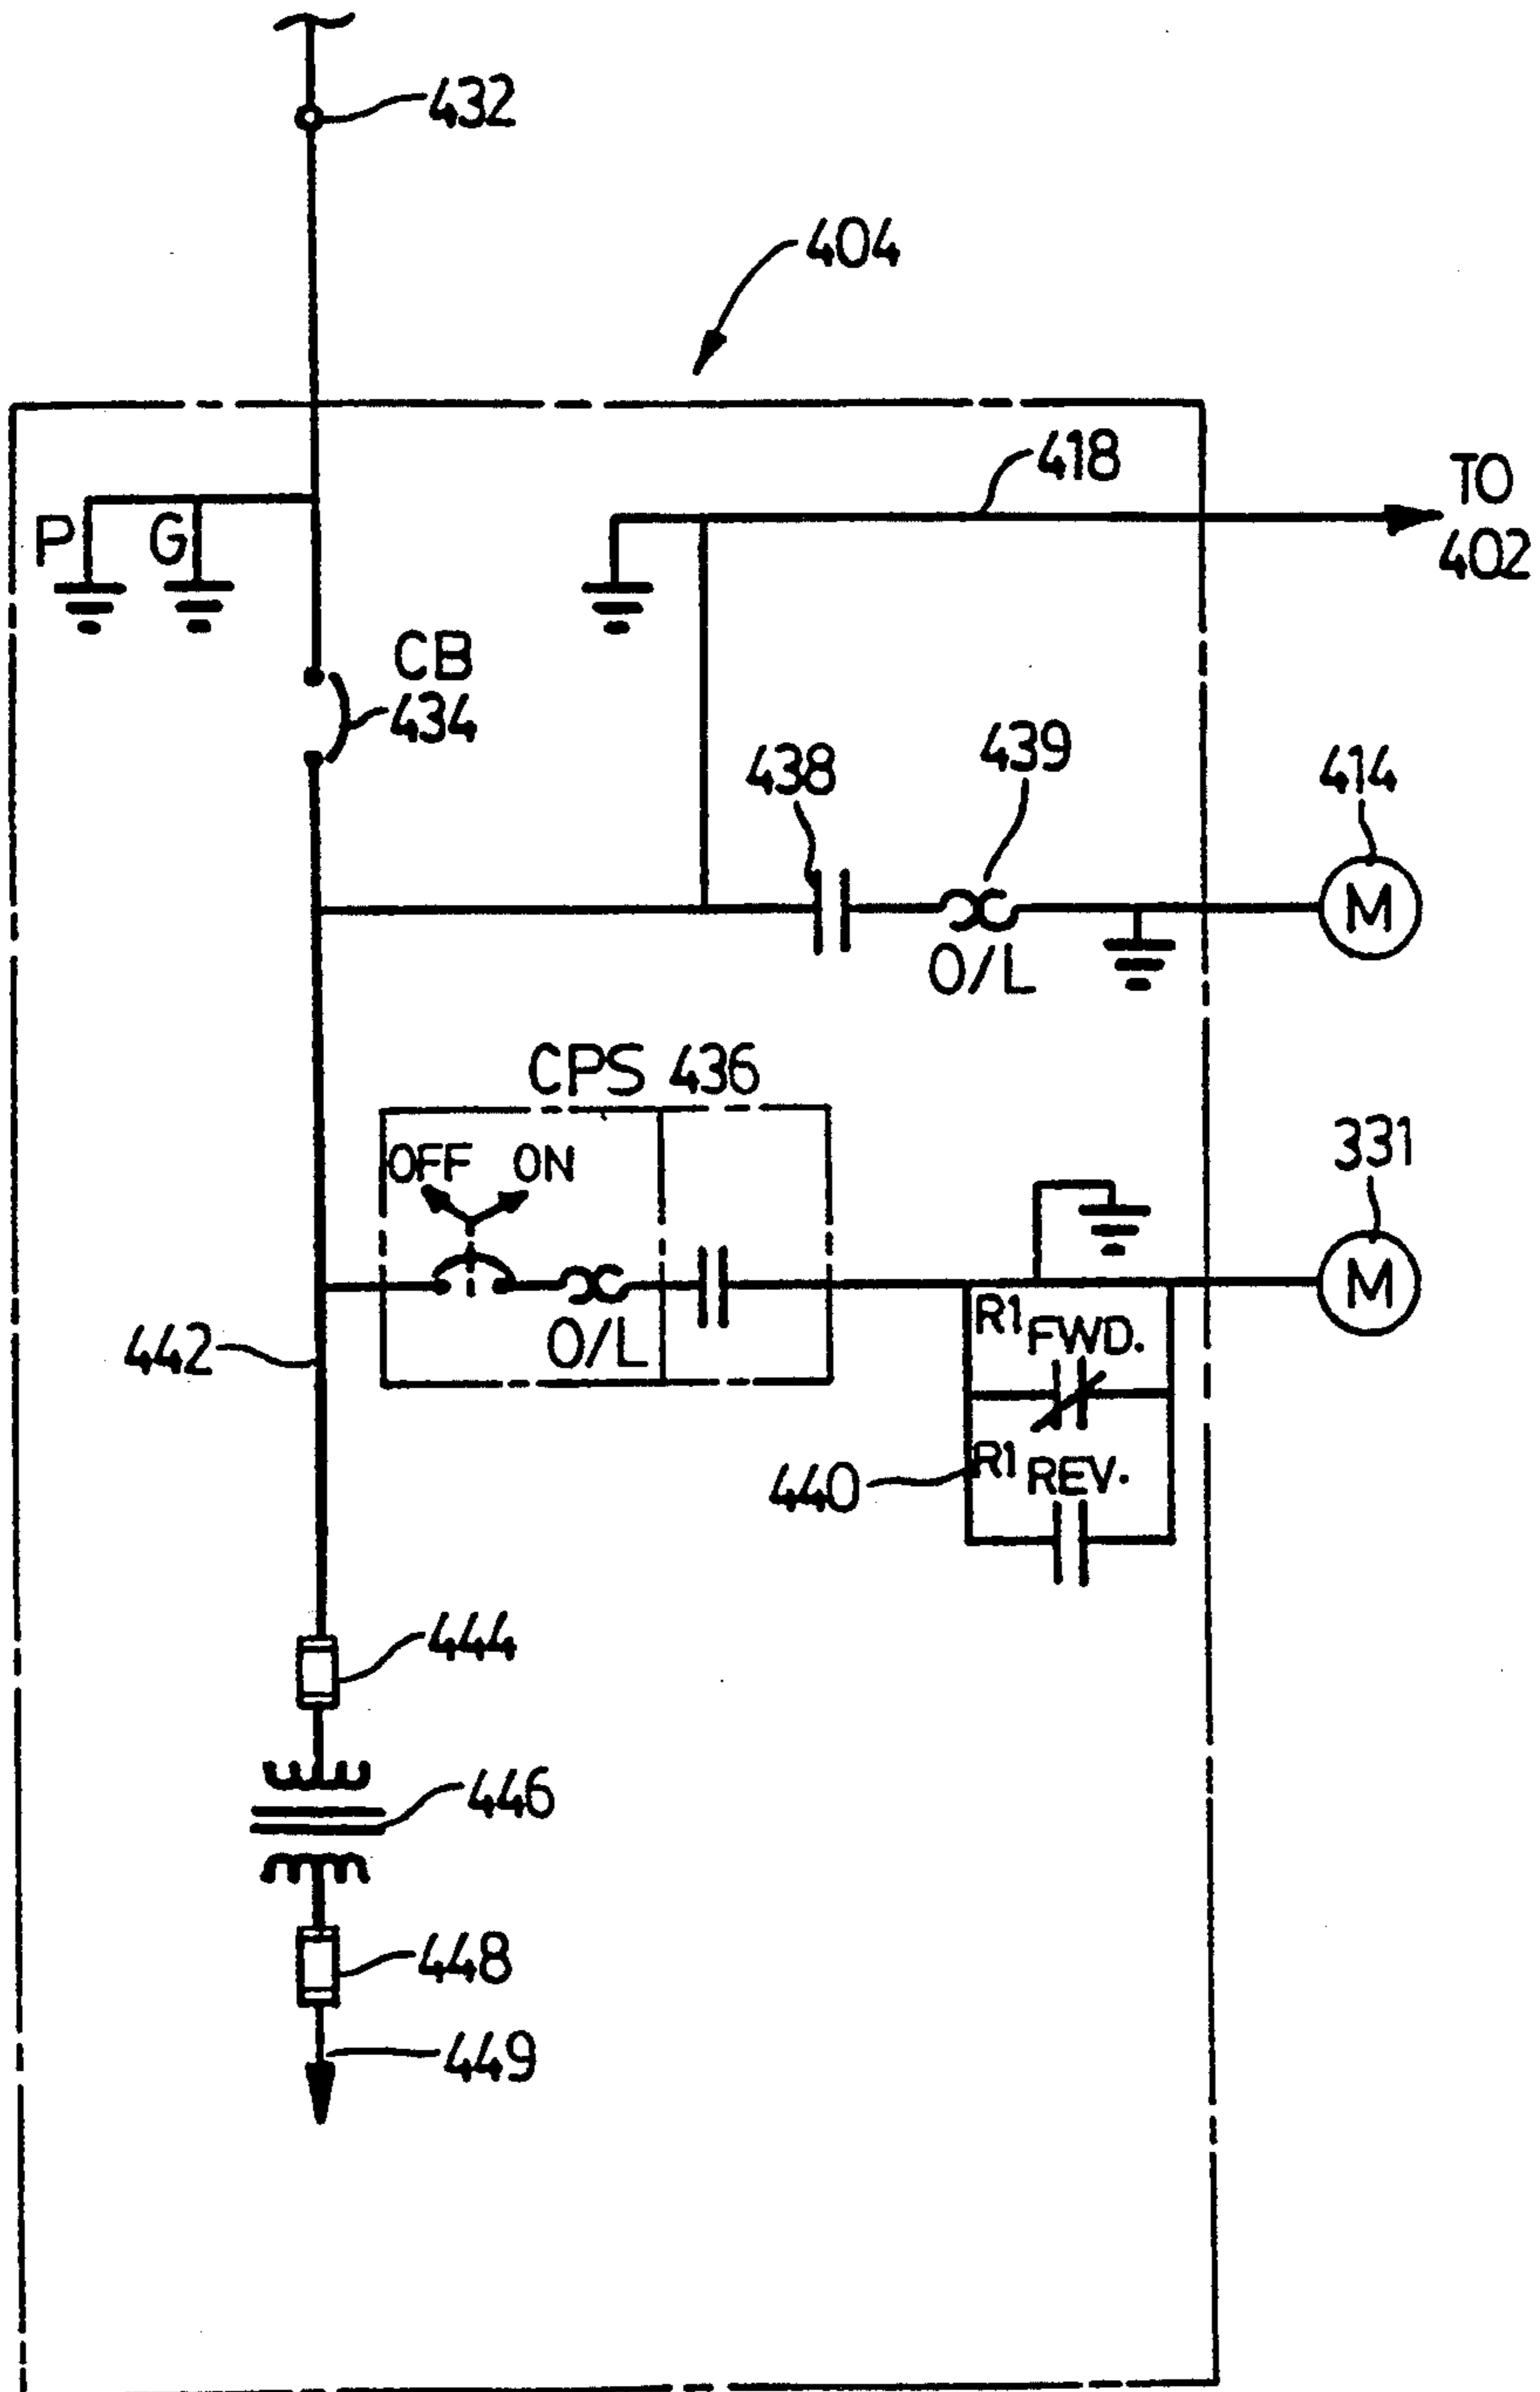 432
404
418
TO
402
P
G
CB
434
438
439
414
M
O/L
CPS 436
OFF ON
331
M
O/L
442
R1 FWD.
R1 REV.
440
444
446
448
449